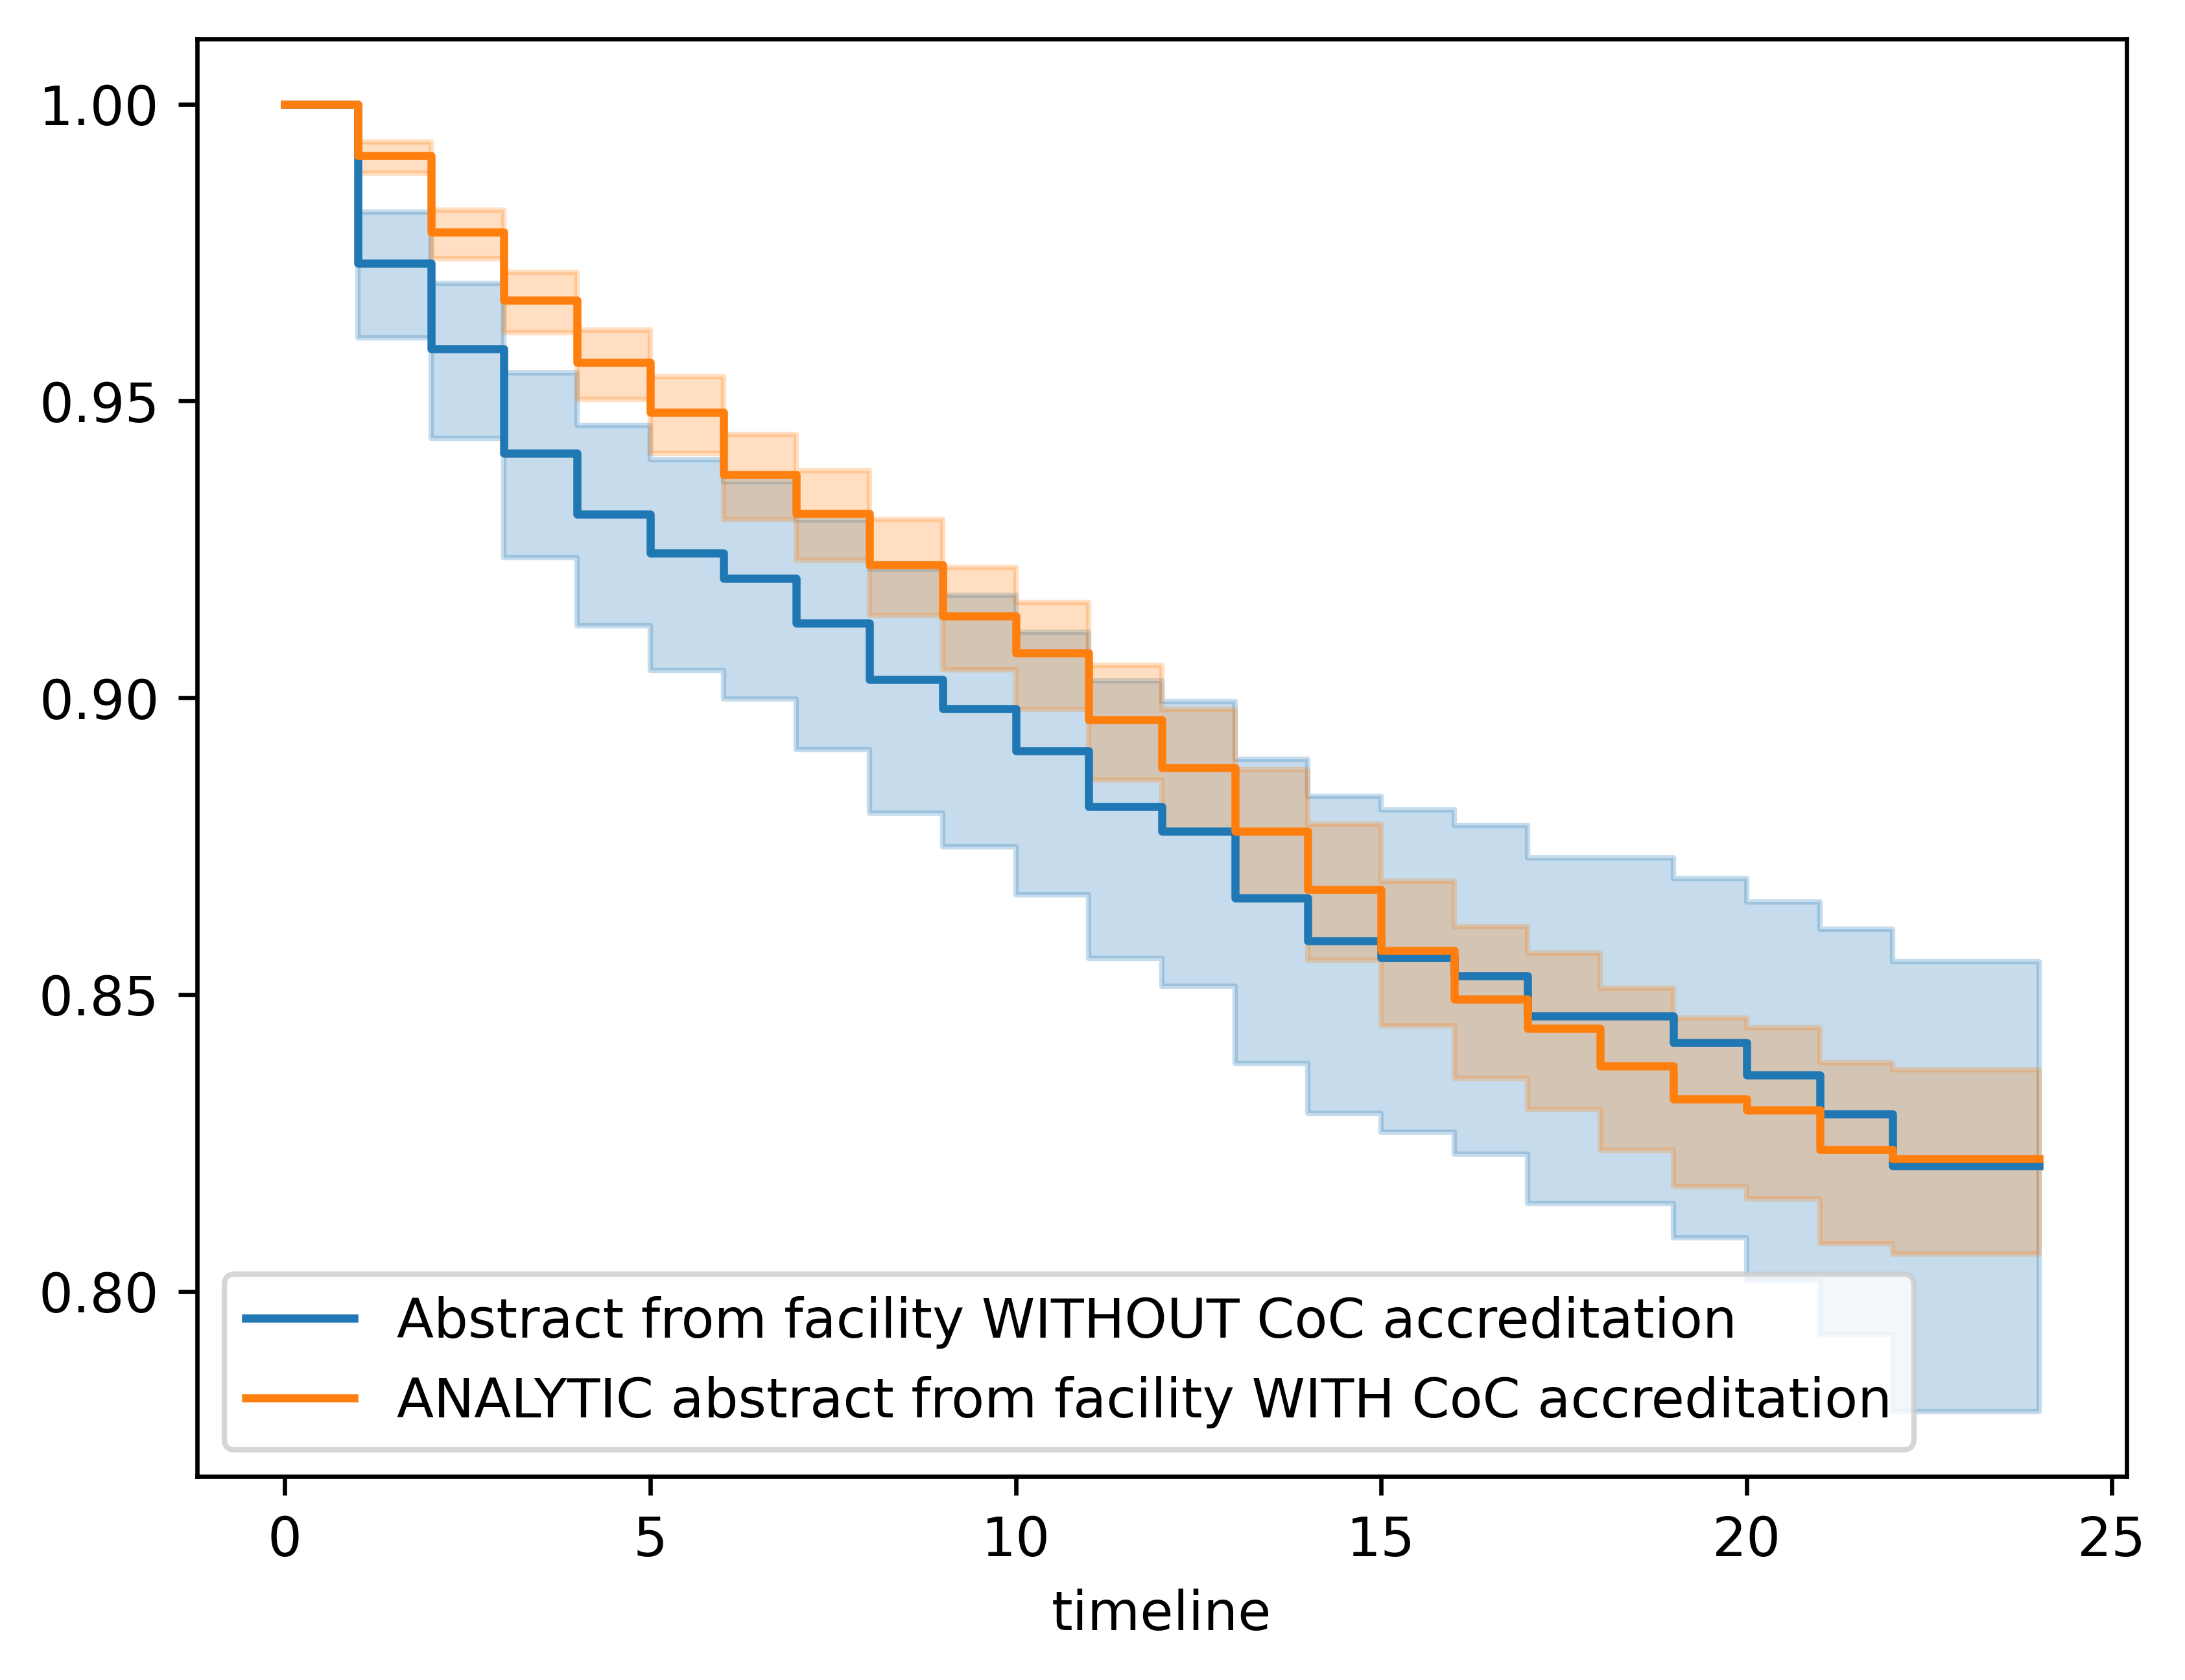 1.00
0.95
0.90
0.85
0.80
Abstract from facility WITHOUT CoC accreditation
ANALYTIC abstract from facility WITH CoC accreditation
0 5 10 15 20 25
timeline